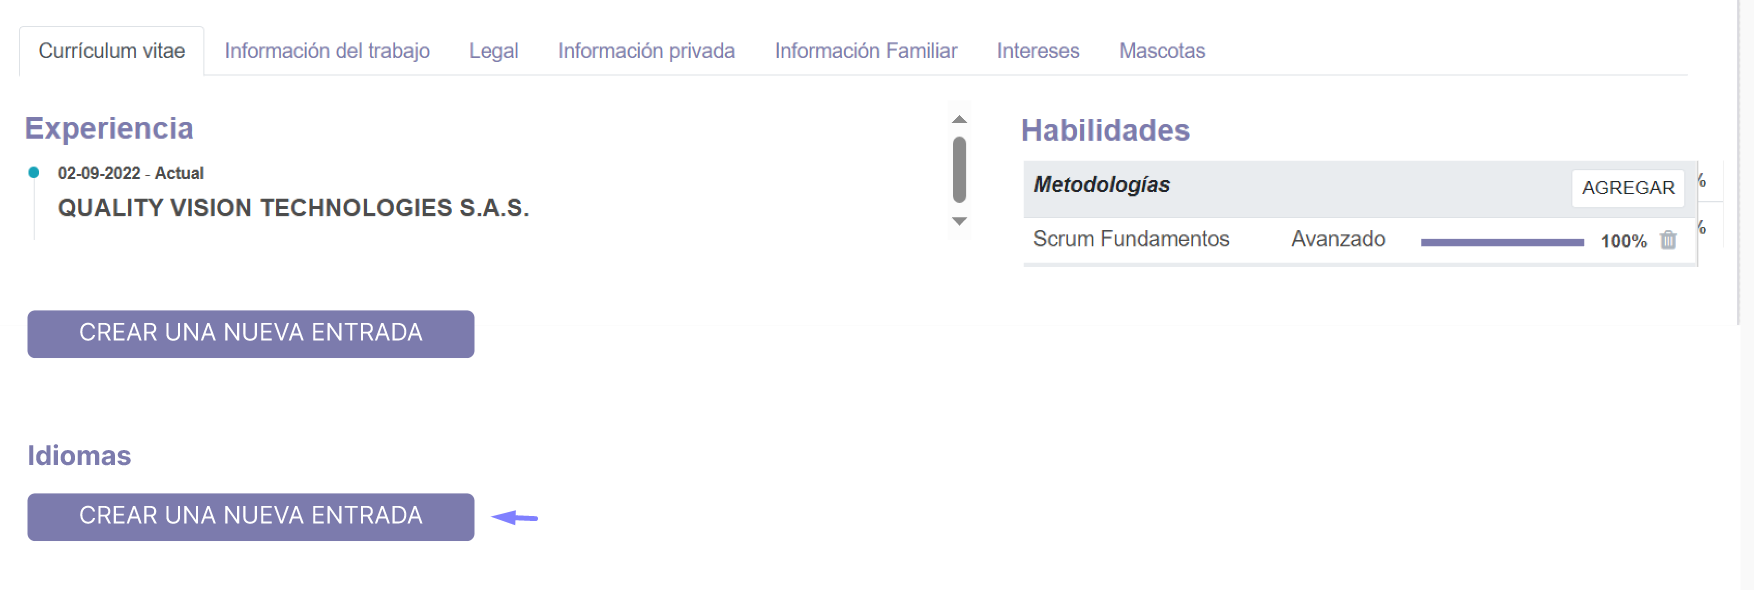 Currículum vitae
Información del trabajo
Legal
Información privada
Información Familiar
Intereses
Mascotas
Experiencia
02-09-2022 - Actual
QUALITY VISION TECHNOLOGIES S.A.S.
CREAR UNA NUEVA ENTRADA
Idiomas
CREAR UNA NUEVA ENTRADA
Habilidades
Metodologías
AGREGAR
%
Scrum Fundamentos Avanzado 100%
%